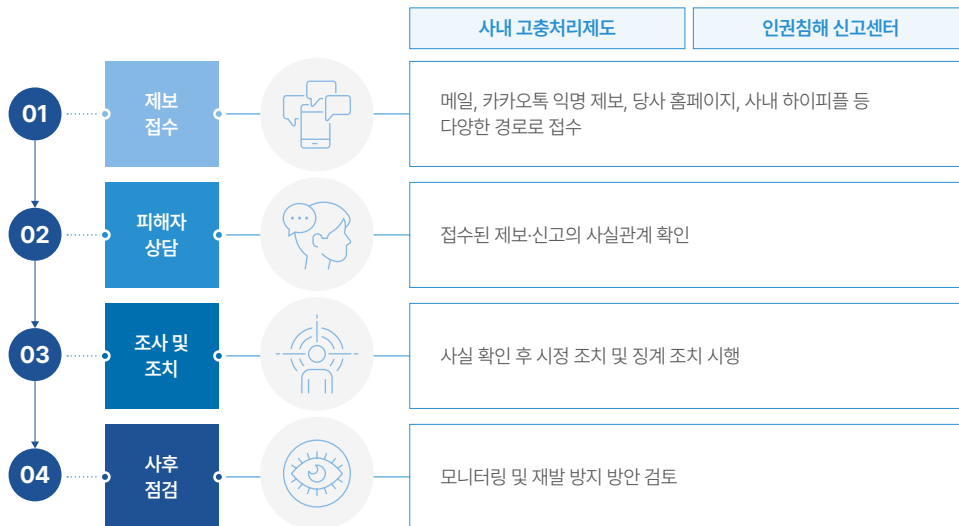 사내 고충처리제도
인권침해 신고센터
01
제보
접수
메일, 카카오톡 익명 제보, 당사 홈페이지, 사내 하이피플 등
다양한 경로로 접수
02
피해자
상담
접수된 제보·신고의 사실관계 확인
03
조사 및
조치
사실 확인 후 시정 조치 및 징계 조치 시행
04
사후
점검
모니터링 및 재발 방지 방안 검토